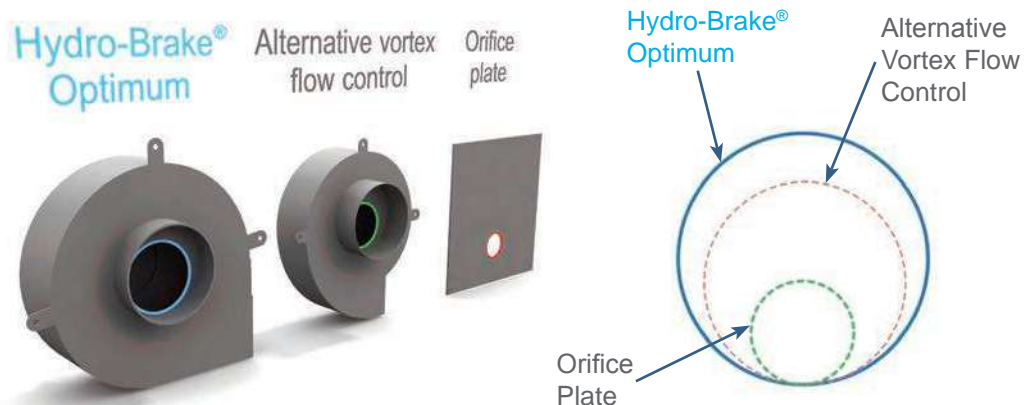 Hydro-Brake®
Optimum
Alternative vortex
flow control
Orifice
plate
Hydro-Brake®
Optimum
Alternative
Vortex Flow
Control
Orifice
Plate